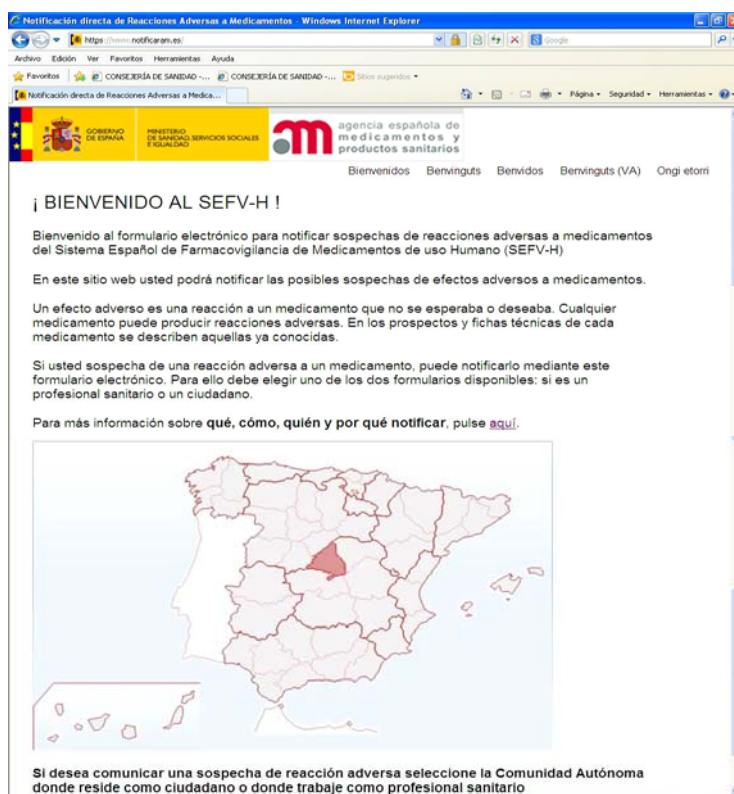 Notificación directa de Reacciones Adversas a Medicamentos - Windows Internet Explorer
https://www.notificaram.es/
Google
Archivo Edición Ver Favoritos Herramientas Ayuda
Favoritos CONSEJERÍA DE SANIDAD -... CONSEJERÍA DE SANIDAD -... Sitios sugeridos
Notificación directa de Reacciones Adversas a Medica...
Página Seguridad Herramientas
GOBIERNO
DE ESPAÑA
MINISTERIO
DE SANIDAD, SERVICIOS SOCIALES
E IGUALDAD
am
agencia española de
medicamentos y
productos sanitarios
Bienvenidos Benvinguts Benvidos Benvinguts (VA) Ongi etorri
¡ BIENVENIDO AL SEFV-H !
Bienvenido al formulario electrónico para notificar sospechas de reacciones adversas a medicamentos
del Sistema Español de Farmacovigilancia de Medicamentos de uso Humano (SEFV-H)
En este sitio web usted podrá notificar las posibles sospechas de efectos adversos a medicamentos.
Un efecto adverso es una reacción a un medicamento que no se esperaba o deseaba. Cualquier
medicamento puede producir reacciones adversas. En los prospectos y fichas técnicas de cada
medicamento se describen aquellas ya conocidas.
Si usted sospecha de una reacción adversa a un medicamento, puede notificarlo mediante este
formulario electrónico. Para ello debe elegir uno de los dos formularios disponibles: si es un
profesional sanitario o un ciudadano.
Para más información sobre qué, cómo, quién y por qué notificar, pulse aquí.
Si desea comunicar una sospecha de reacción adversa seleccione la Comunidad Autónoma
donde reside como ciudadano o donde trabaje como profesional sanitario